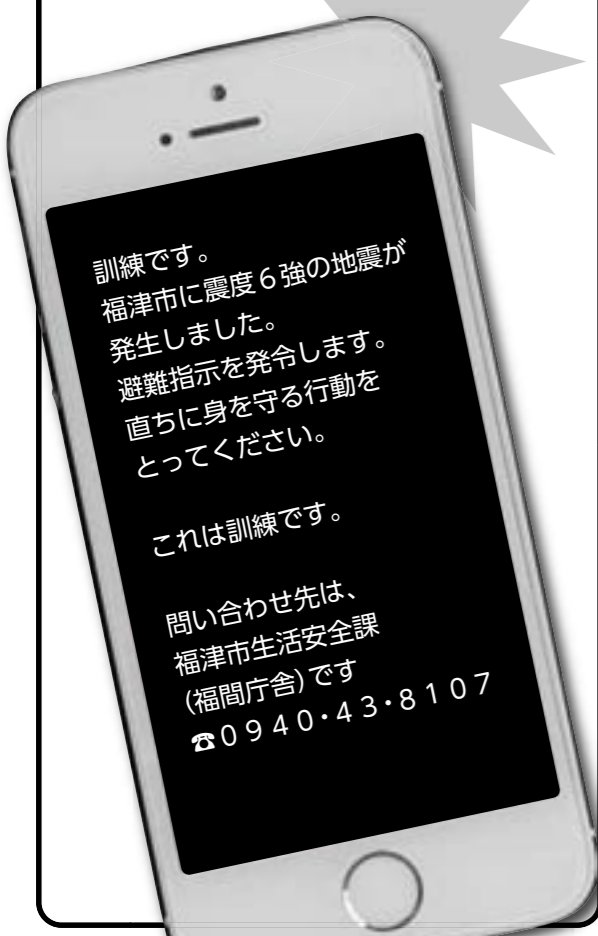 訓練です。
福津市に震度６強の地震が
発生しました。
避難指示を発令します。
直ちに身を守る行動を
とってください。
これは訓練です。
問い合わせ先は、
福津市生活安全課
(福間庁舎)です
☎０９４０・４３・８１０７